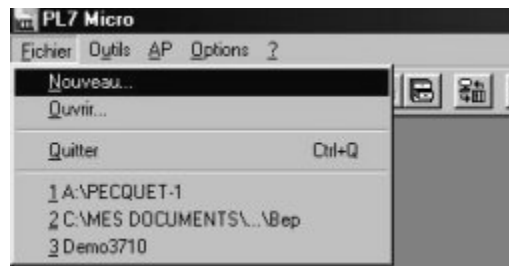 PL7 Micro
Fichier Outils AP Options ?
Nouveau...
Ouvrir...
Quitter Ctrl+Q
1 A:\PECQUET-1
2 C:\MES DOCUMENTS\...\Bep
3 Demo3710